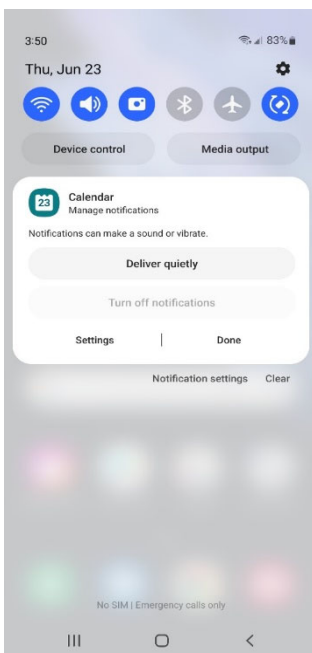 3:50 83%
Thu, Jun 23
Device control Media output
23 Calendar
Manage notifications
Notifications can make a sound or vibrate.
Deliver quietly
Turn off notifications
Settings | Done
Notification settings Clear
No SIM | Emergency calls only